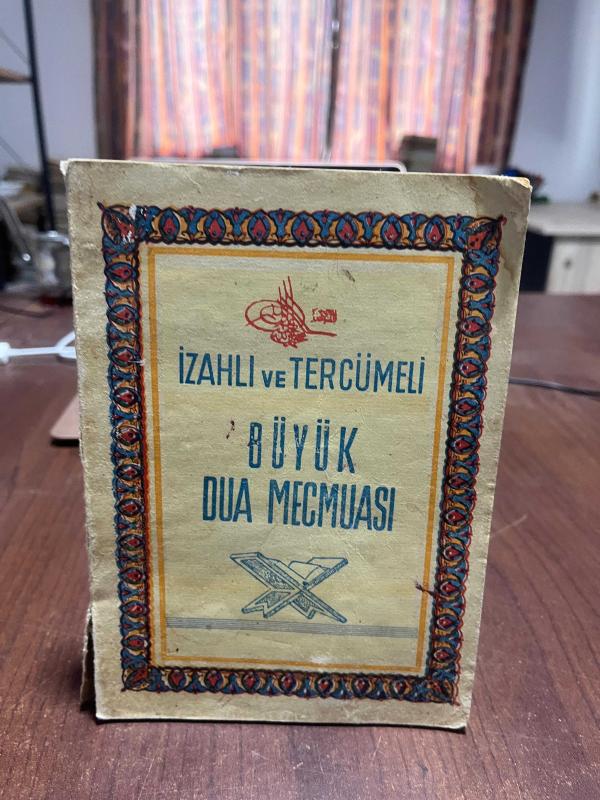 İZAHLI VE TERCÜMELİ
BÜYÜK
DUA MECMUASI